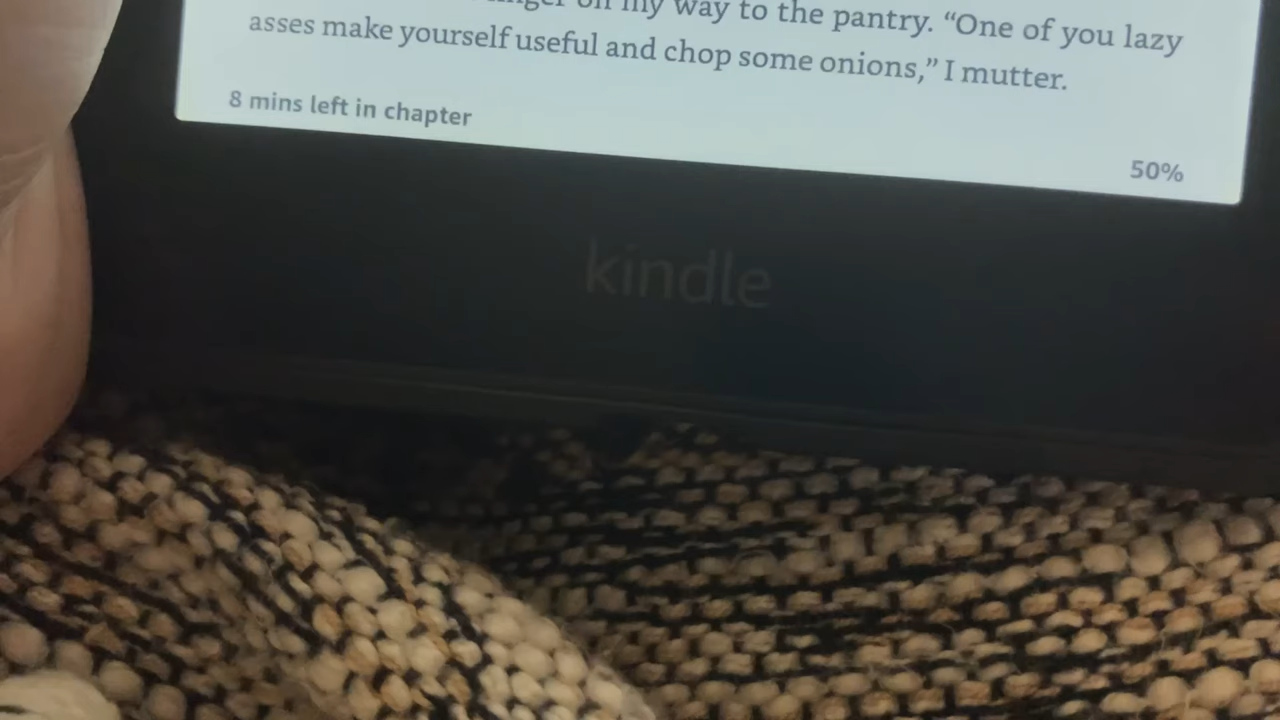 on my way to the pantry. “One of you lazy
asses make yourself useful and chop some onions,” I mutter.
8 mins left in chapter
50%
kindle